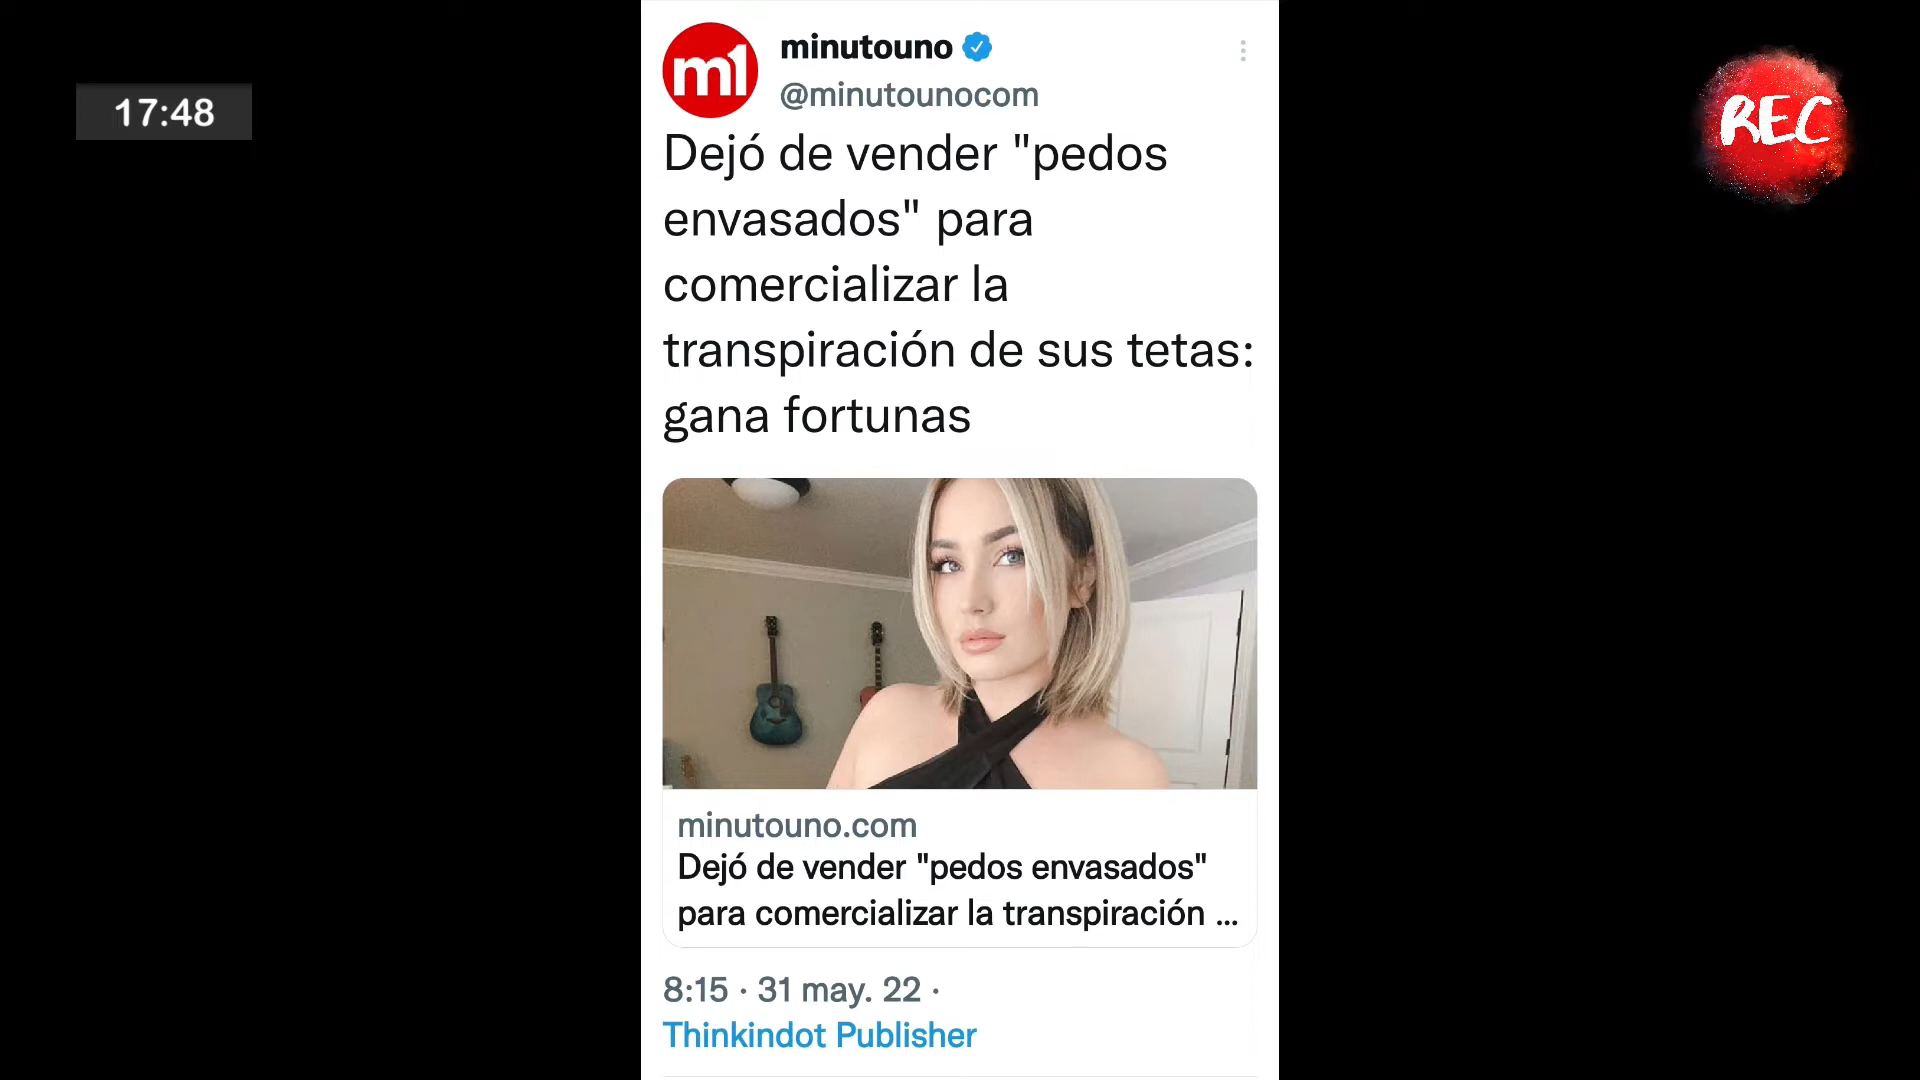 17:48
REC
m1
minutouno
@minutounocom
Dejó de vender "pedos
envasados" para
comercializar la
transpiración de sus tetas:
gana fortunas
minutouno.com
Dejó de vender "pedos envasados"
para comercializar la transpiración ...
8:15 · 31 may. 22 ·
Thinkindot Publisher